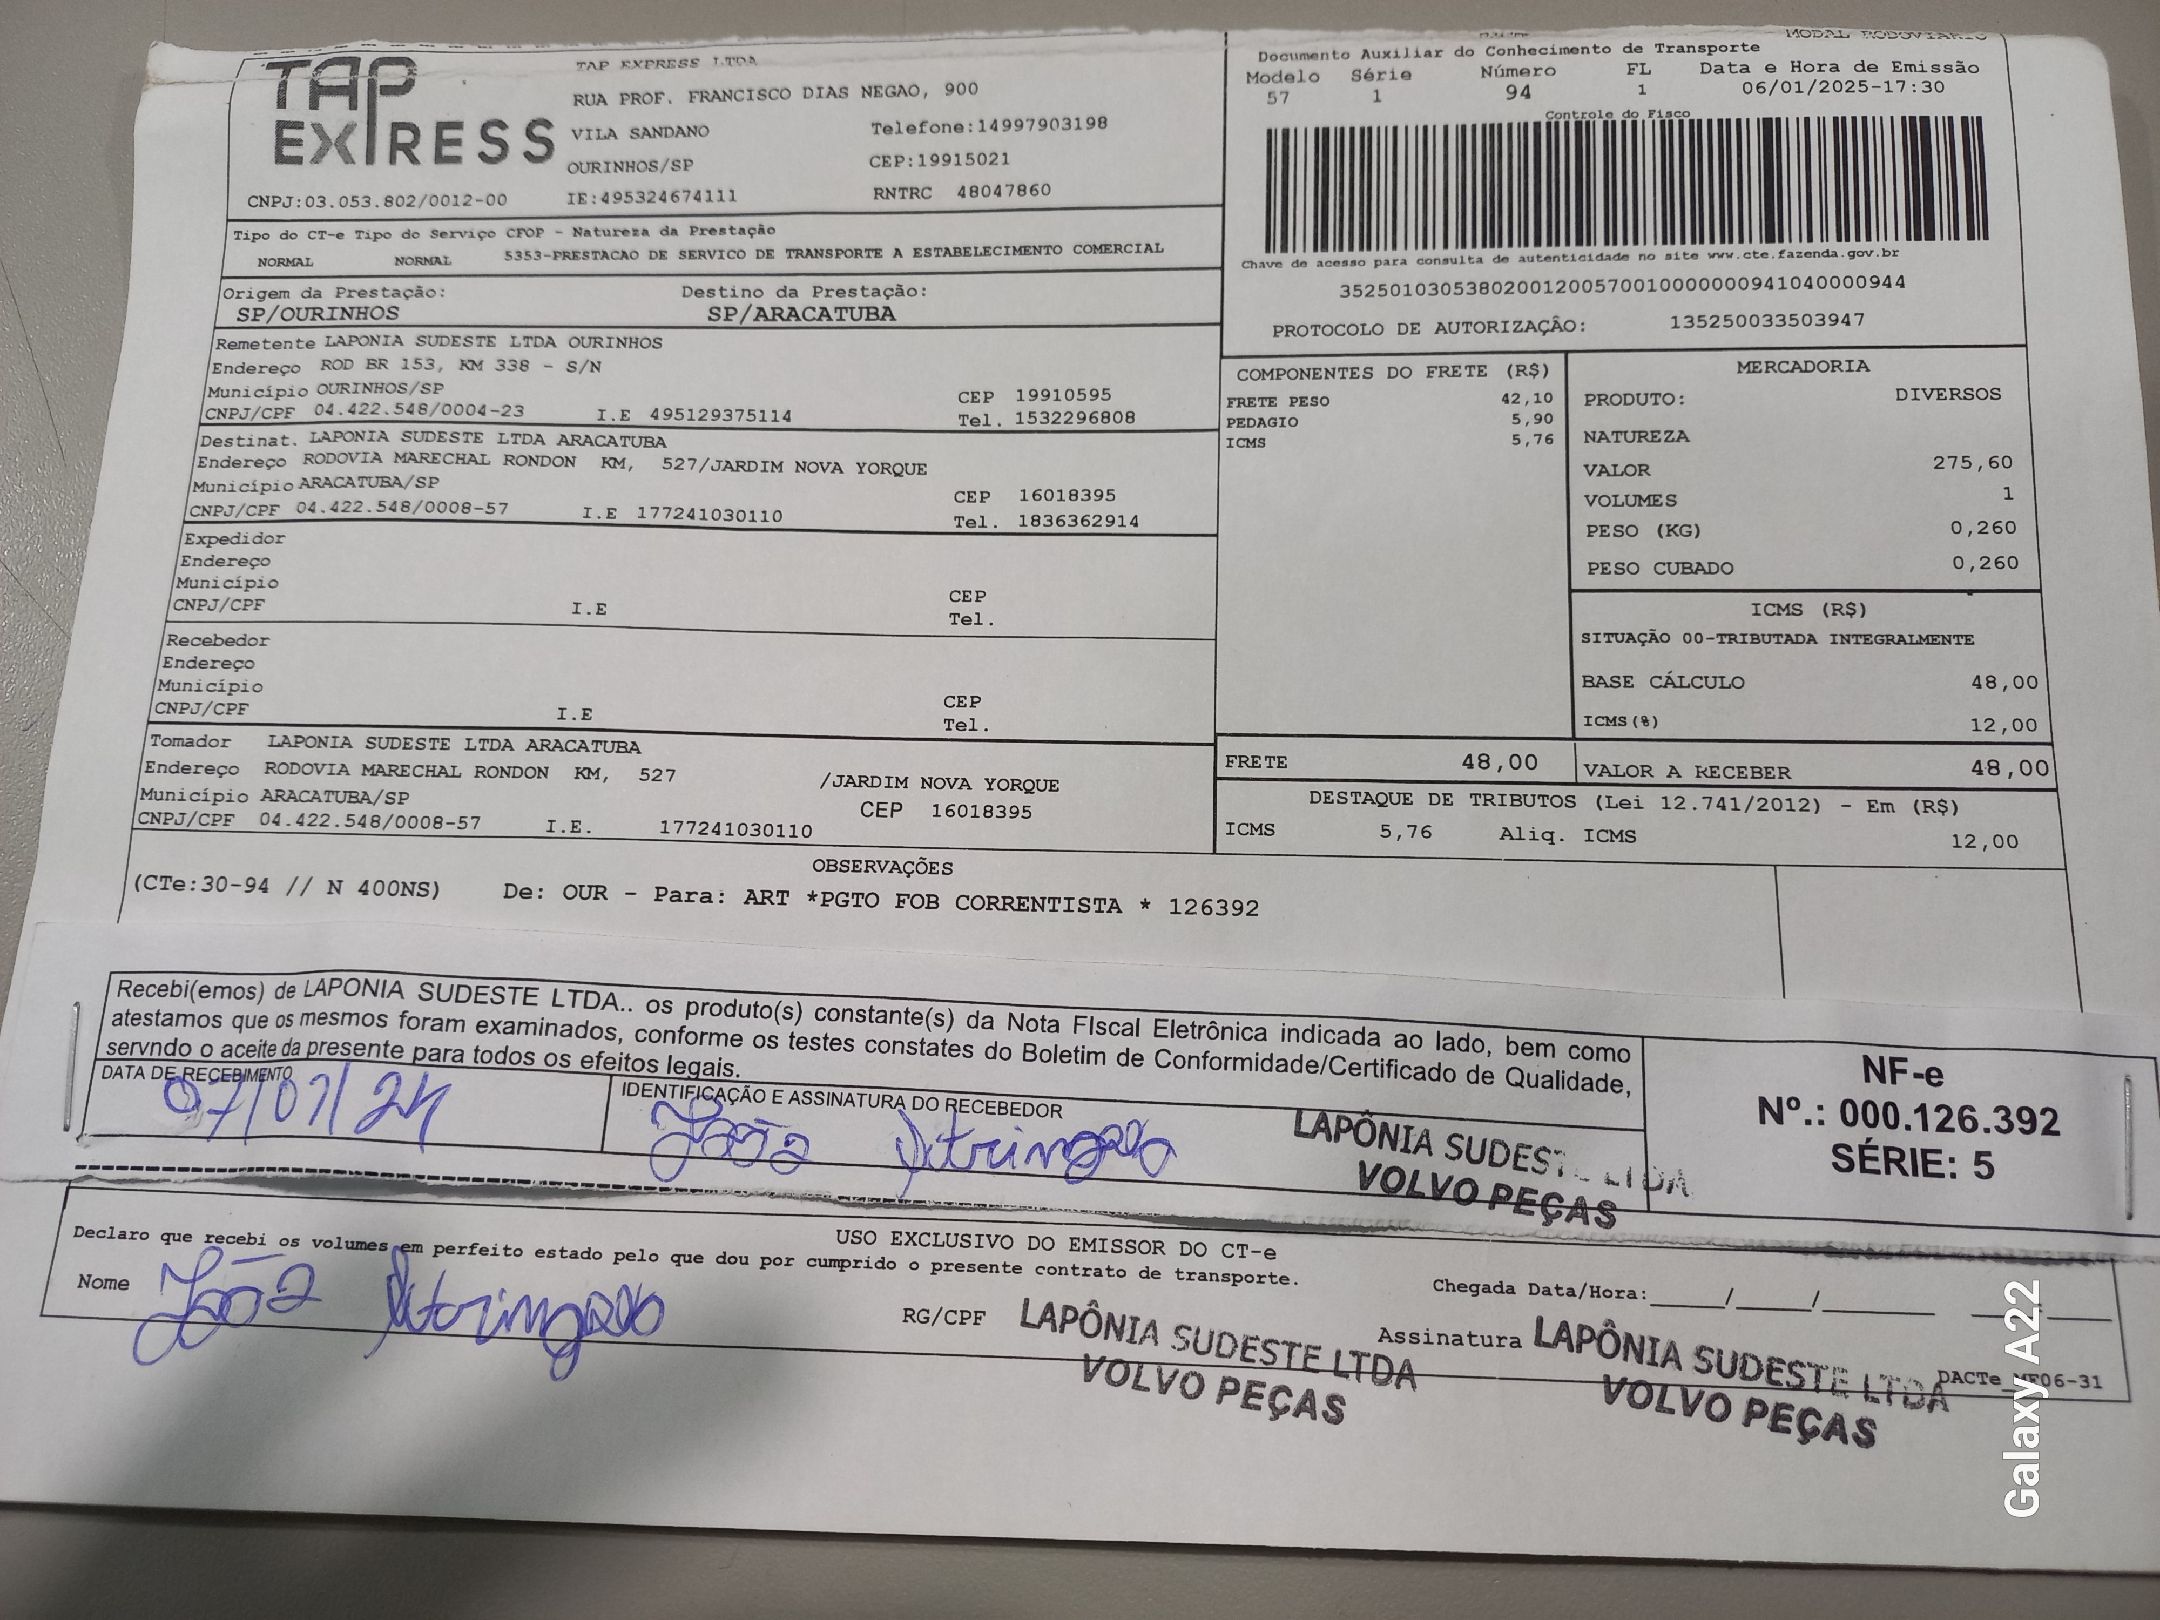 TAP EXPRESS
TAP EXPRESS LTDA
RUA PROF. FRANCISCO DIAS NEGAO, 900
VILA SANDANO Telefone:14997903198
OURINHOS/SP CEP:19915021
CNPJ:03.053.802/0012-00 IE:495324674111 RNTRC 48047860
MODAL RODOVIARIO
Documento Auxiliar do Conhecimento de Transporte
Modelo Série Número FL Data e Hora de Emissão
57 1 94 1 06/01/2025-17:30
Controle do Fisco
Chave de acesso para consulta de autenticidade no site www.cte.fazenda.gov.br
35250103053802001200570010000000941040000944
PROTOCOLO DE AUTORIZAÇÃO: 135250033503947
Tipo do CT-e Tipo do Serviço CFOP - Natureza da Prestação
NORMAL NORMAL 5353-PRESTACAO DE SERVICO DE TRANSPORTE A ESTABELECIMENTO COMERCIAL
Origem da Prestação: Destino da Prestação:
SP/OURINHOS SP/ARACATUBA
Remetente LAPONIA SUDESTE LTDA OURINHOS
Endereço ROD BR 153, KM 338 - S/N
Município OURINHOS/SP CEP 19910595
CNPJ/CPF 04.422.548/0004-23 I.E 495129375114 Tel. 1532296808
Destinat. LAPONIA SUDESTE LTDA ARACATUBA
Endereço RODOVIA MARECHAL RONDON KM, 527/JARDIM NOVA YORQUE
Município ARACATUBA/SP CEP 16018395
CNPJ/CPF 04.422.548/0008-57 I.E 177241030110 Tel. 1836362914
Expedidor
Endereço
Município CEP
CNPJ/CPF I.E Tel.
Recebedor
Endereço
Município CEP
CNPJ/CPF I.E Tel.
Tomador LAPONIA SUDESTE LTDA ARACATUBA
Endereço RODOVIA MARECHAL RONDON KM, 527 /JARDIM NOVA YORQUE
Município ARACATUBA/SP CEP 16018395
CNPJ/CPF 04.422.548/0008-57 I.E. 177241030110
COMPONENTES DO FRETE (R$)
FRETE PESO 42,10
PEDAGIO 5,90
ICMS 5,76
MERCADORIA
PRODUTO: DIVERSOS
NATUREZA
VALOR 275,60
VOLUMES 1
PESO (KG) 0,260
PESO CUBADO 0,260
ICMS (R$)
SITUAÇÃO 00-TRIBUTADA INTEGRALMENTE
BASE CÁLCULO 48,00
ICMS(%) 12,00
FRETE 48,00 VALOR A RECEBER 48,00
DESTAQUE DE TRIBUTOS (Lei 12.741/2012) - Em (R$)
ICMS 5,76 Aliq. ICMS 12,00
OBSERVAÇÕES
(CTe:30-94 // N 400NS) De: OUR - Para: ART *PGTO FOB CORRENTISTA * 126392
Recebi(emos) de LAPONIA SUDESTE LTDA.. os produto(s) constante(s) da Nota FIscal Eletrônica indicada ao lado, bem como
atestamos que os mesmos foram examinados, conforme os testes constates do Boletim de Conformidade/Certificado de Qualidade,
servndo o aceite da presente para todos os efeitos legais.
DATA DE RECEBIMENTO IDENTIFICAÇÃO E ASSINATURA DO RECEBEDOR
07/01/24 João
LAPÔNIA SUDESTE LTDA
VOLVO PEÇAS
NF-e
Nº.: 000.126.392
SÉRIE: 5
USO EXCLUSIVO DO EMISSOR DO CT-e
Declaro que recebi os volumes em perfeito estado pelo que dou por cumprido o presente contrato de transporte.
Chegada Data/Hora:_____/_____/_______
Nome João
RG/CPF LAPÔNIA SUDESTE LTDA
VOLVO PEÇAS
Assinatura LAPÔNIA SUDESTE LTDA
VOLVO PEÇAS
Galaxy A22